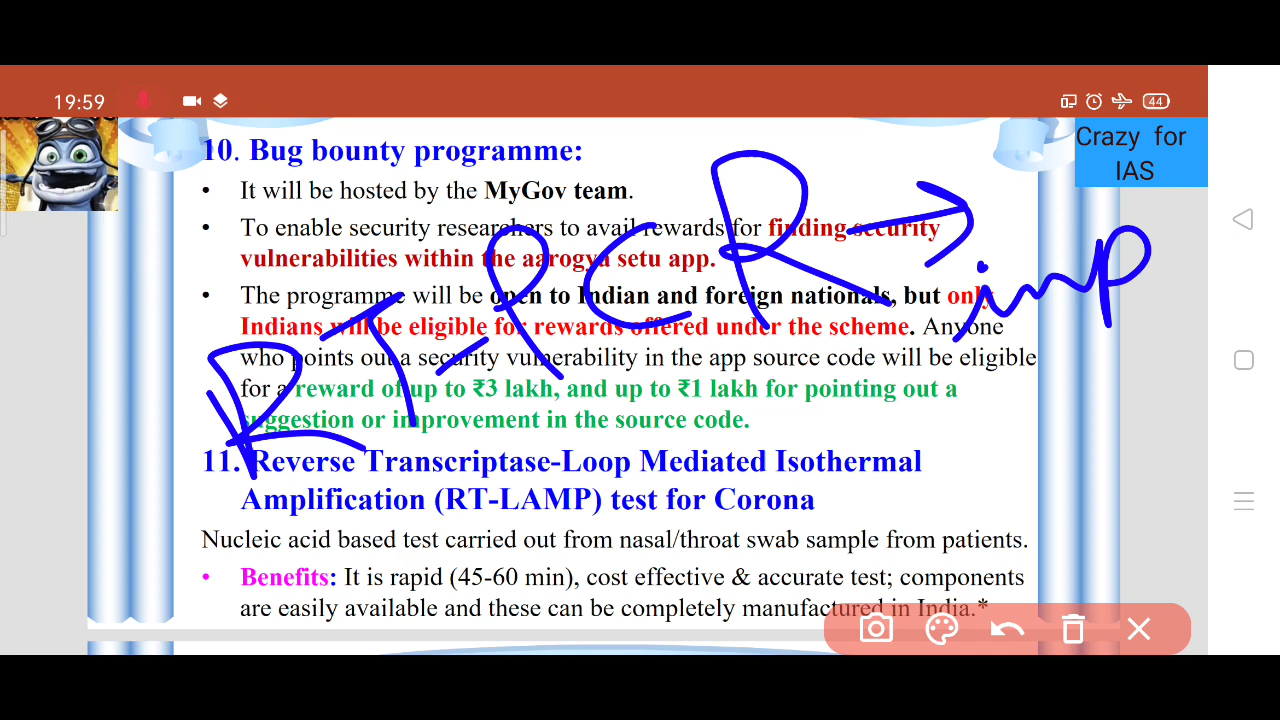 19:59
44
Crazy for
IAS
10. Bug bounty programme:
• It will be hosted by the MyGov team.
• To enable security researchers to avail rewards for finding security
vulnerabilities within the aarogya setu app.
• The programme will be open to Indian and foreign nationals, but only
Indians will be eligible for rewards offered under the scheme. Anyone
who points out a security vulnerability in the app source code will be eligible
for a reward of up to ₹3 lakh, and up to ₹1 lakh for pointing out a
suggestion or improvement in the source code.
RT-PCR → imp
11. Reverse Transcriptase-Loop Mediated Isothermal
Amplification (RT-LAMP) test for Corona
Nucleic acid based test carried out from nasal/throat swab sample from patients.
• Benefits: It is rapid (45-60 min), cost effective & accurate test; components
are easily available and these can be completely manufactured in India.*